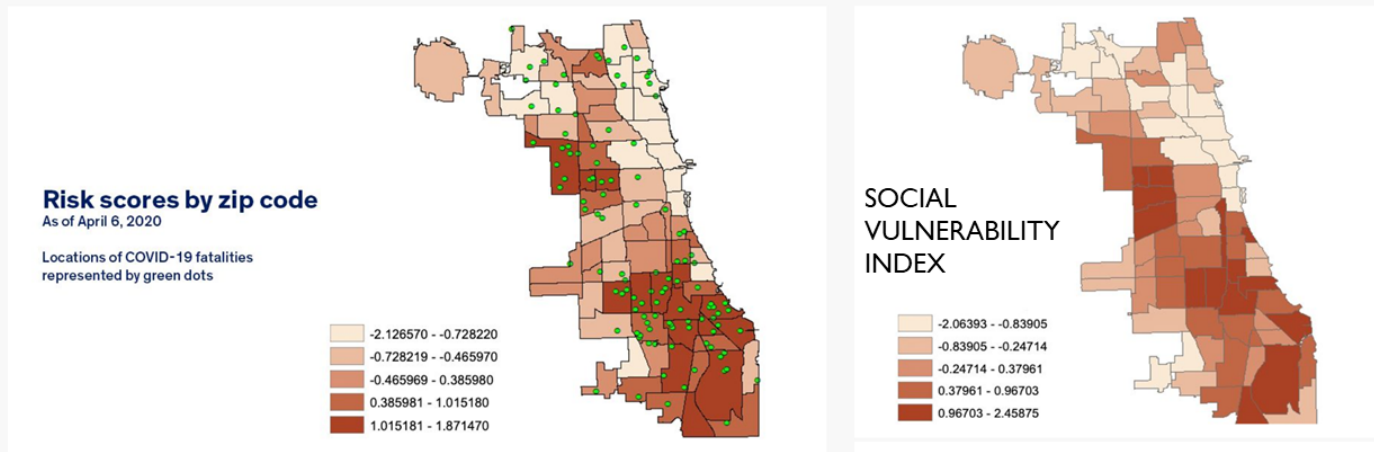 Risk scores by zip code
As of April 6, 2020
Locations of COVID-19 fatalities
represented by green dots
-2.126570 - -0.728220
-0.728219 - -0.465970
-0.465969 - 0.385980
0.385981 - 1.015180
1.015181 - 1.871470
SOCIAL
VULNERABILITY
INDEX
-2.06393 - -0.83905
-0.83905 - -0.24714
-0.24714 - 0.37961
0.37961 - 0.96703
0.96703 - 2.45875